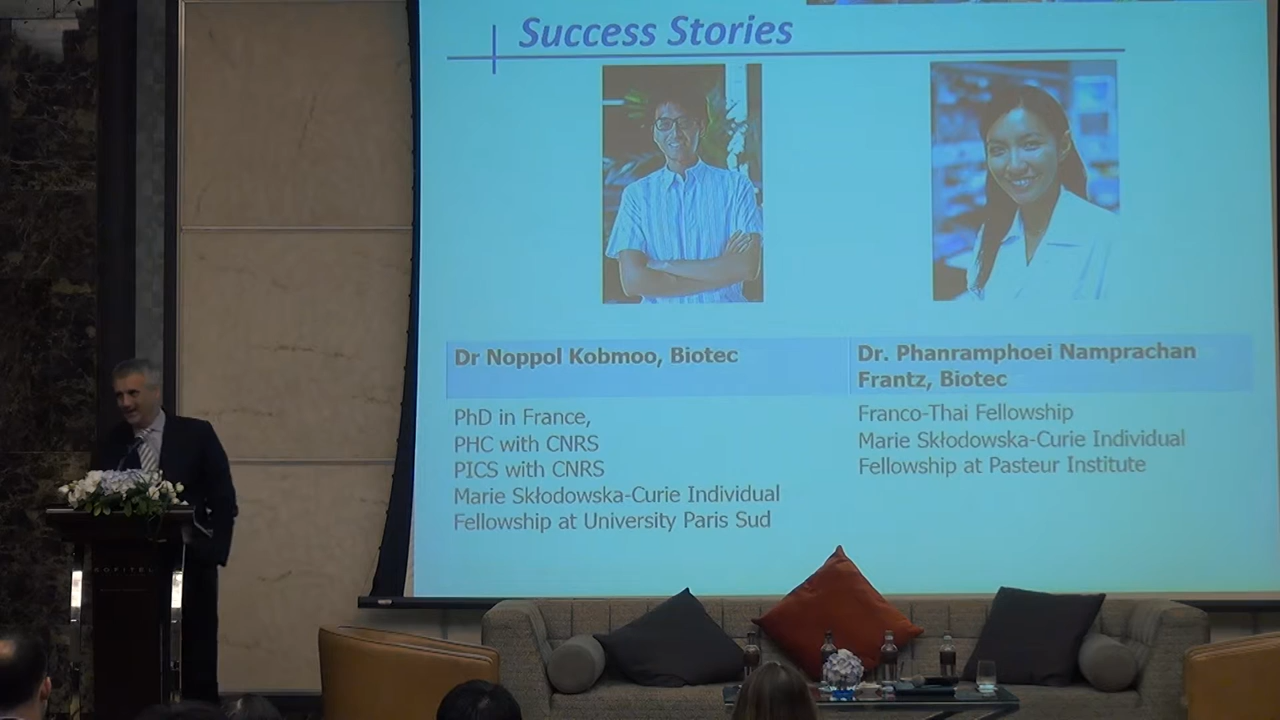 Success Stories
Dr Noppol Kobmoo, Biotec
PhD in France,
PHC with CNRS
PICS with CNRS
Marie Skłodowska-Curie Individual
Fellowship at University Paris Sud
Dr. Phanramphoei Namprachan
Frantz, Biotec
Franco-Thai Fellowship
Marie Skłodowska-Curie Individual
Fellowship at Pasteur Institute
SOFITEL